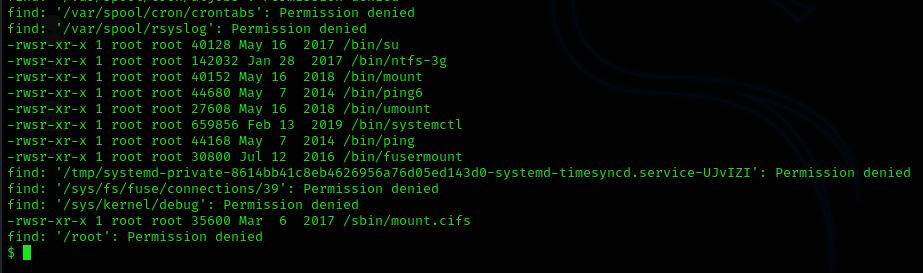 find: '/var/spool/cron/crontabs': Permission denied
find: '/var/spool/rsyslog': Permission denied
-rwsr-xr-x 1 root root 40128 May 16  2017 /bin/su
-rwsr-xr-x 1 root root 142032 Jan 28  2017 /bin/ntfs-3g
-rwsr-xr-x 1 root root 40152 May 16  2018 /bin/mount
-rwsr-xr-x 1 root root 44680 May  7  2014 /bin/ping6
-rwsr-xr-x 1 root root 27608 May 16  2018 /bin/umount
-rwsr-xr-x 1 root root 659856 Feb 13  2019 /bin/systemctl
-rwsr-xr-x 1 root root 44168 May  7  2014 /bin/ping
-rwsr-xr-x 1 root root 30800 Jul 12  2016 /bin/fusermount
find: '/tmp/systemd-private-8614bb41c8eb4626956a76d05ed143d0-systemd-timesyncd.service-UJvIZI': Permission denied
find: '/sys/fs/fuse/connections/39': Permission denied
find: '/sys/kernel/debug': Permission denied
-rwsr-xr-x 1 root root 35600 Mar  6  2017 /sbin/mount.cifs
find: '/root': Permission denied
$